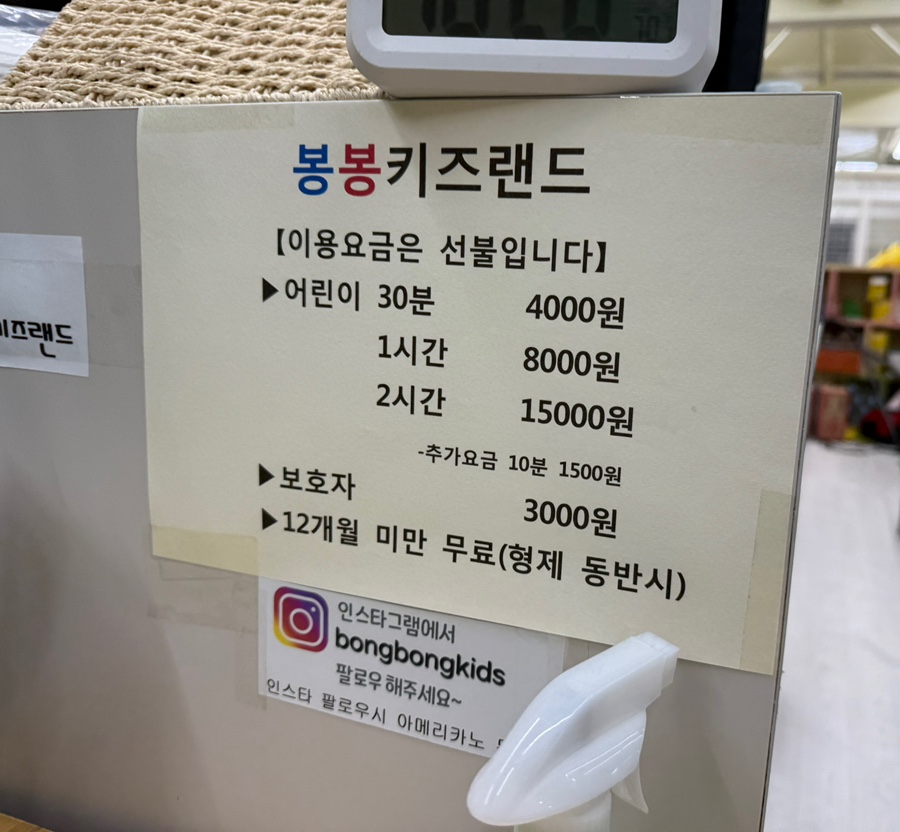 봉봉키즈랜드
【이용요금은 선불입니다】
▶어린이 30분 4000원
1시간 8000원
2시간 15000원
-추가요금 10분 1500원
▶보호자 3000원
▶12개월 미만 무료(형제 동반시)
키즈랜드
인스타그램에서
bongbongkids
팔로우 해주세요~
인스타 팔로우시 아메리카노